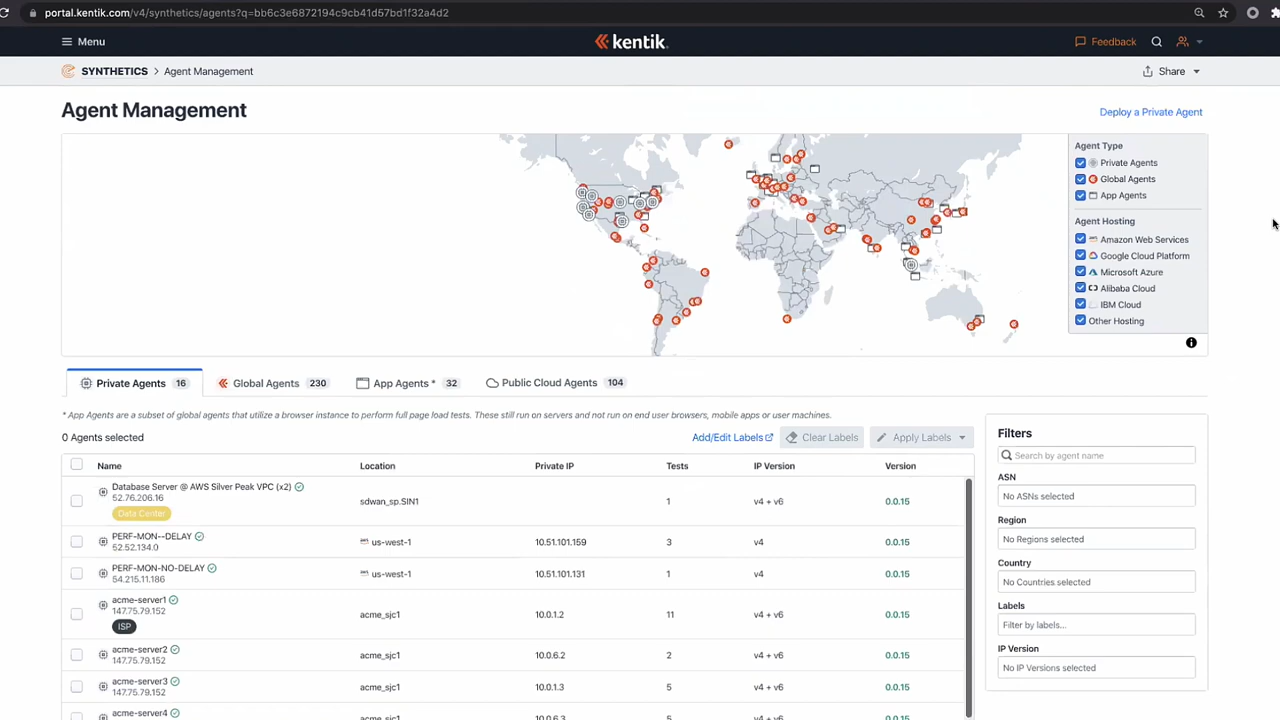 portal.kentik.com/v4/synthetics/agents?q=bb6c3e6872194c9cb41d57bd1f32a4d2
Menu
kentik
Feedback
SYNTHETICS > Agent Management
Share
Agent Management
Deploy a Private Agent
Agent Type
Private Agents
Global Agents
App Agents
Agent Hosting
Amazon Web Services
Google Cloud Platform
Microsoft Azure
Alibaba Cloud
IBM Cloud
Other Hosting
Private Agents 16
Global Agents 230
App Agents * 32
Public Cloud Agents 104
* App Agents are a subset of global agents that utilize a browser instance to perform full page load tests. These still run on servers and not run on end user browsers, mobile apps or user machines.
0 Agents selected
Add/Edit Labels
Clear Labels
Apply Labels
Name Location Private IP Tests IP Version Version
Database Server @ AWS Silver Peak VPC (x2)
52.76.206.16
Data Center
sdwan_sp.SIN1 1 v4 + v6 0.0.15
PERF-MON--DELAY
52.52.134.0
us-west-1 10.51.101.159 3 v4 0.0.15
PERF-MON-NO-DELAY
54.215.11.186
us-west-1 10.51.101.131 1 v4 0.0.15
acme-server1
147.75.79.152
ISP
acme_sjc1 10.0.1.2 11 v4 + v6 0.0.15
acme-server2
147.75.79.152
acme_sjc1 10.0.6.2 2 v4 + v6 0.0.15
acme-server3
147.75.79.152
acme_sjc1 10.0.1.3 5 v4 + v6 0.0.15
acme-server4
acme_sjc1 10.0.6.3 5 v4 + v6 0.0.15
Filters
Search by agent name
ASN
No ASNs selected
Region
No Regions selected
Country
No Countries selected
Labels
Filter by labels...
IP Version
No IP Versions selected